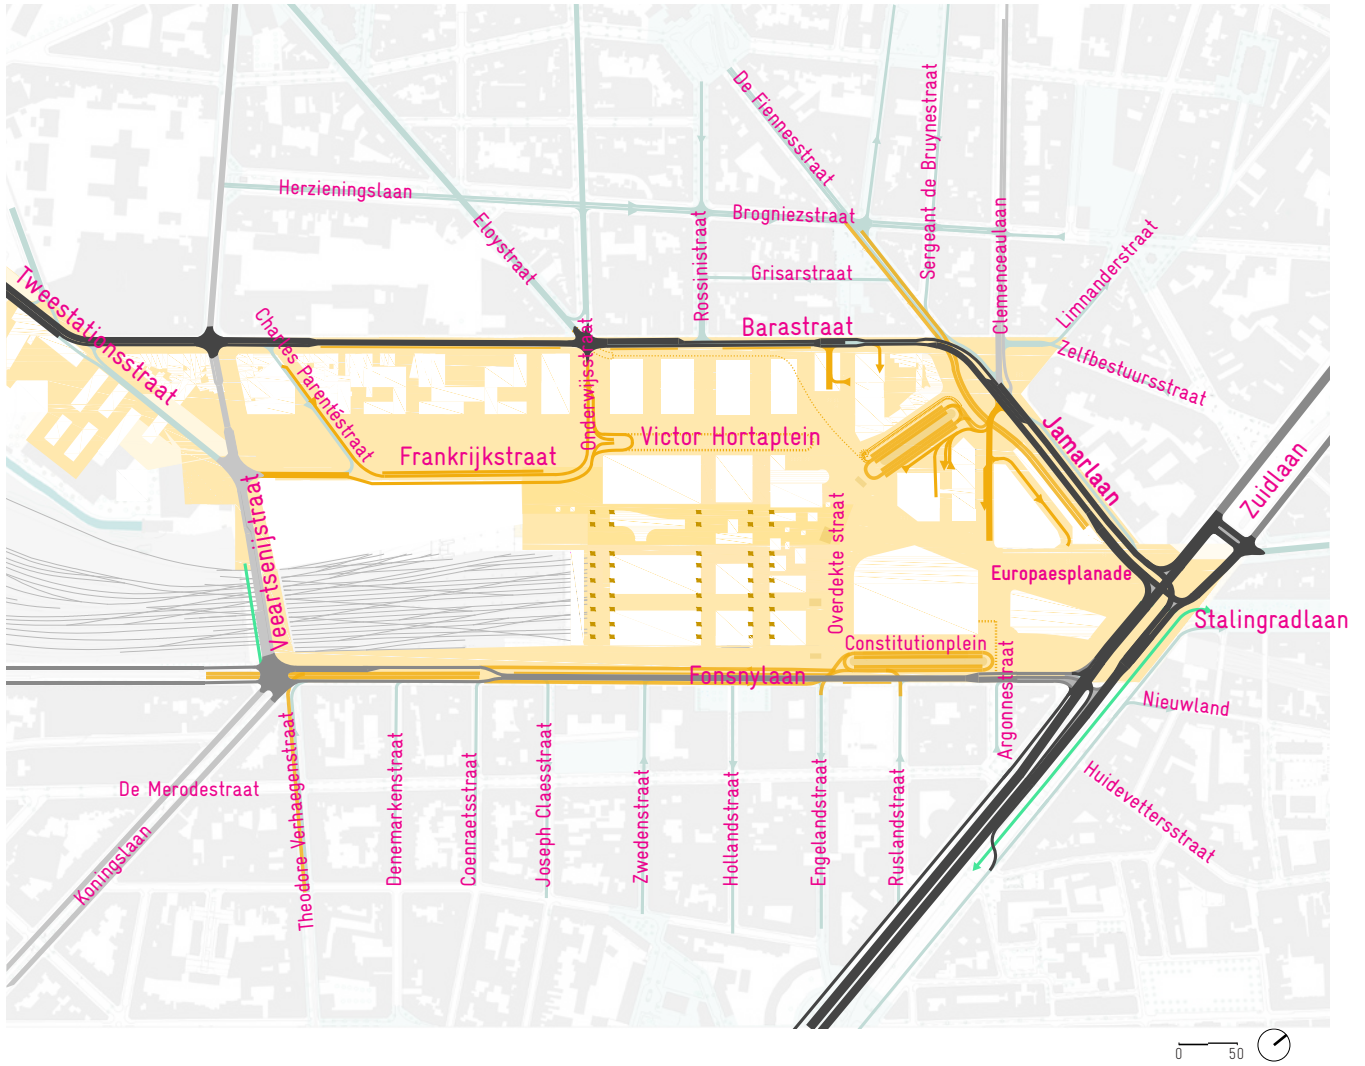 De Fiennesstraat
Sergeant de Bruynestraat
Herzieningslaan
Eloystraat
Rossinistraat
Brogniezstraat
Grisarstraat
Clemenceaulaan
Limnanderstraat
Tweestationsstraat
Charles Parentéstraat
Onderwijsstraat
Barastraat
Zelfbestuursstraat
Frankrijkstraat
Victor Hortaplein
Jamarlaan
Zuidlaan
Veeartsenijstraat
Overdekte straat
Europaesplanade
Stalingradlaan
Constitutionplein
Fonsnylaan
Argonnestraat
Nieuwland
De Merodestraat
Koningslaan
Theodore Verhaegenstraat
Denemarkenstraat
Coenraetsstraat
Joseph Claesstraat
Zwedenstraat
Hollandstraat
Engelandstraat
Ruslandstraat
Huidevettersstraat
0 50